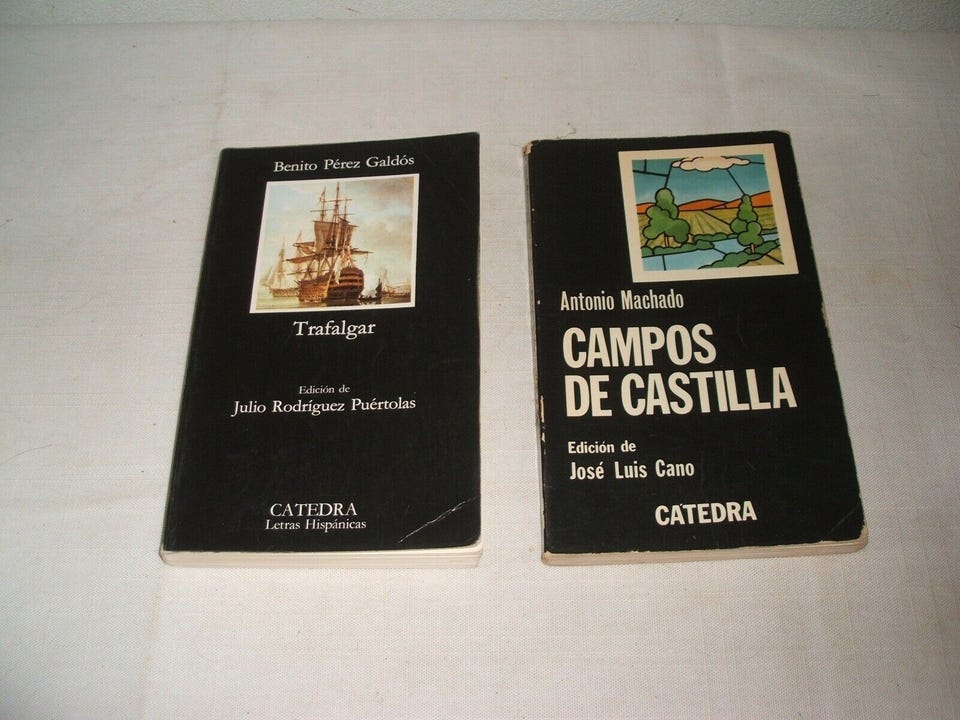 Benito Pérez Galdós
Trafalgar
Edición de
Julio Rodríguez Puértolas
CATEDRA
Letras Hispánicas
Antonio Machado
CAMPOS
DE CASTILLA
Edición de
José Luis Cano
CÁTEDRA